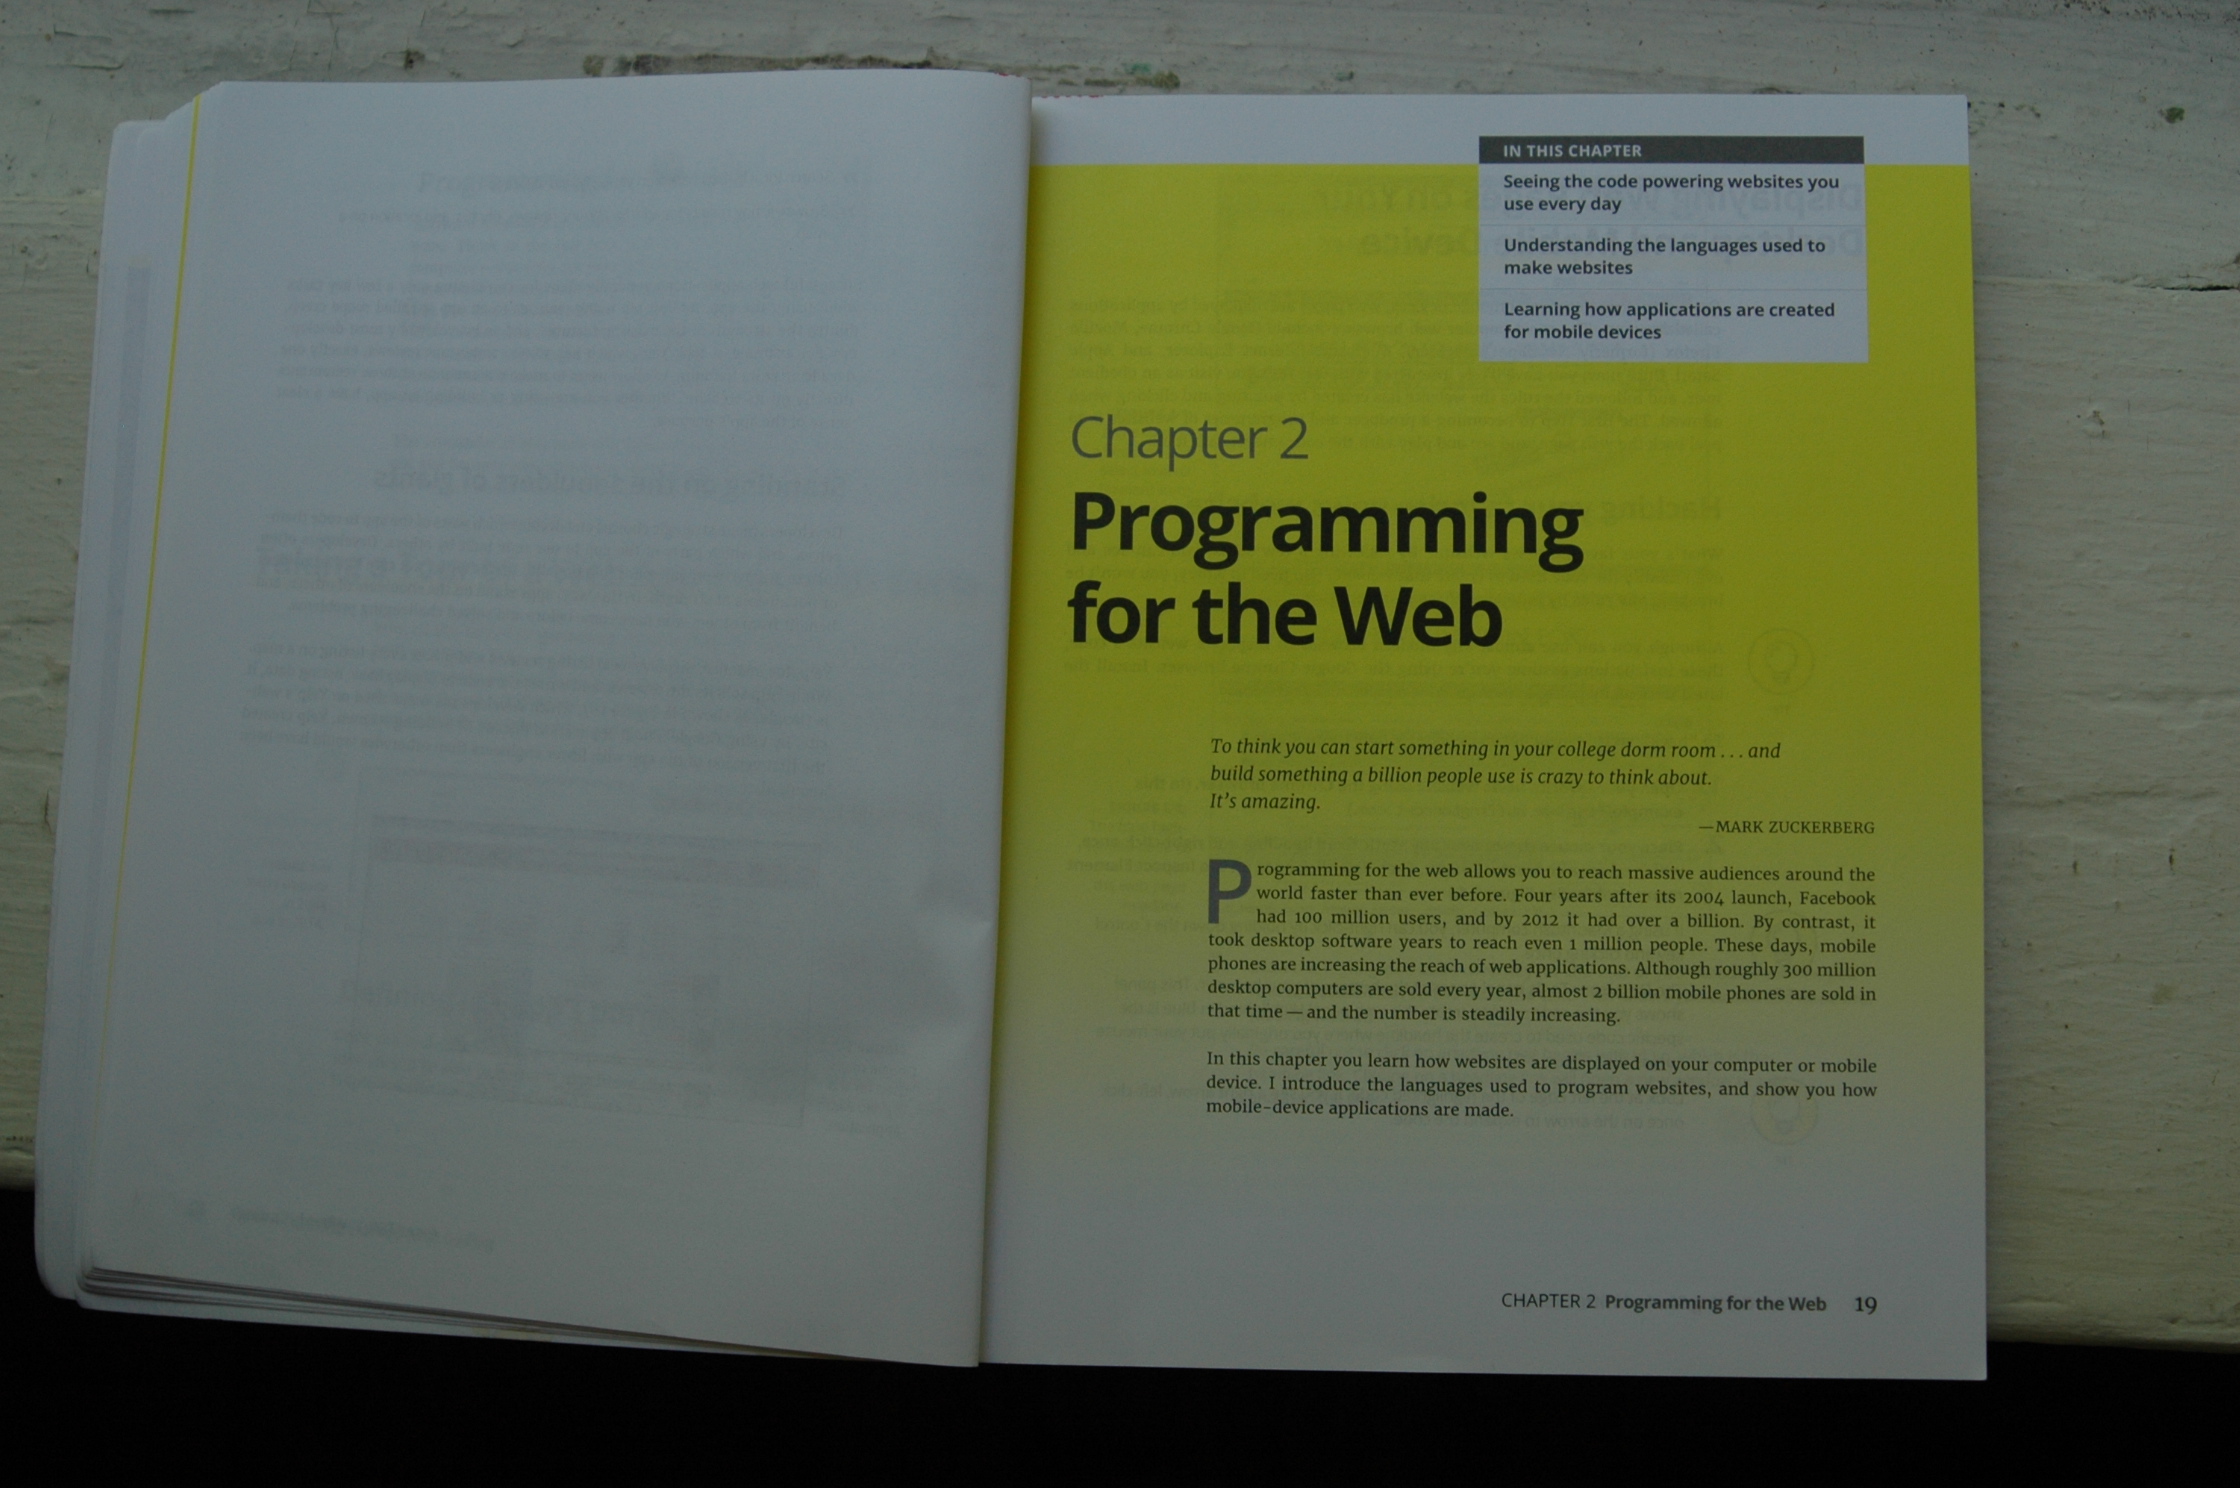 IN THIS CHAPTER
Seeing the code powering websites you
use every day
Understanding the languages used to
make websites
Learning how applications are created
for mobile devices
Chapter 2
Programming
for the Web
To think you can start something in your college dorm room . . . and
build something a billion people use is crazy to think about.
It’s amazing.
—MARK ZUCKERBERG
Programming for the web allows you to reach massive audiences around the
world faster than ever before. Four years after its 2004 launch, Facebook
had 100 million users, and by 2012 it had over a billion. By contrast, it
took desktop software years to reach even 1 million people. These days, mobile
phones are increasing the reach of web applications. Although roughly 300 million
desktop computers are sold every year, almost 2 billion mobile phones are sold in
that time — and the number is steadily increasing.
In this chapter you learn how websites are displayed on your computer or mobile
device. I introduce the languages used to program websites, and show you how
mobile-device applications are made.
CHAPTER 2 Programming for the Web 19